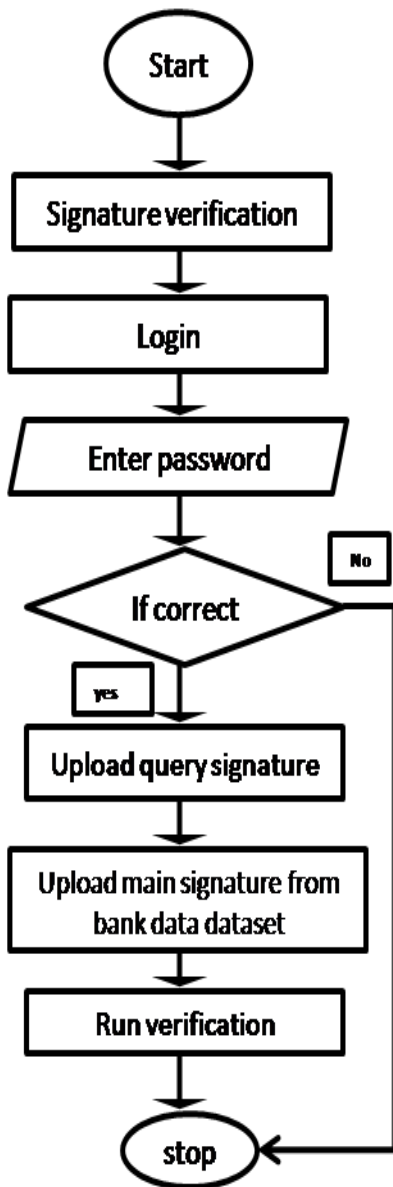 Start
Signature verification
Login
Enter password
No
If correct
yes
Upload query signature
Upload main signature from
bank data dataset
Run verification
stop